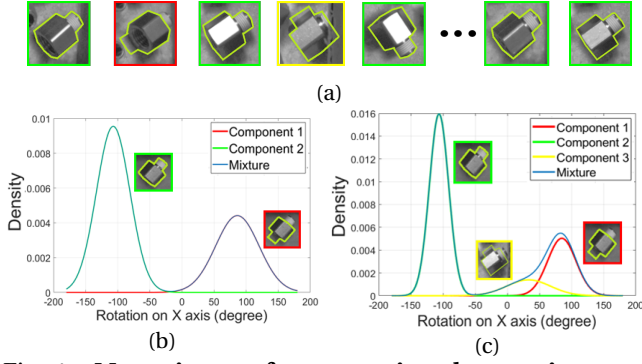 (a)
0.01
0.008
0.006
0.004
0.002
0
Density
-200 -150 -100 -50 0 50 100 150 200
Rotation on X axis (degree)
Component 1
Component 2
Mixture
(b)
0.016
0.014
0.012
0.01
0.008
0.006
0.004
0.002
0
Density
-200 -150 -100 -50 0 50 100 150 200
Rotation on X axis (degree)
Component 1
Component 2
Component 3
Mixture
(c)